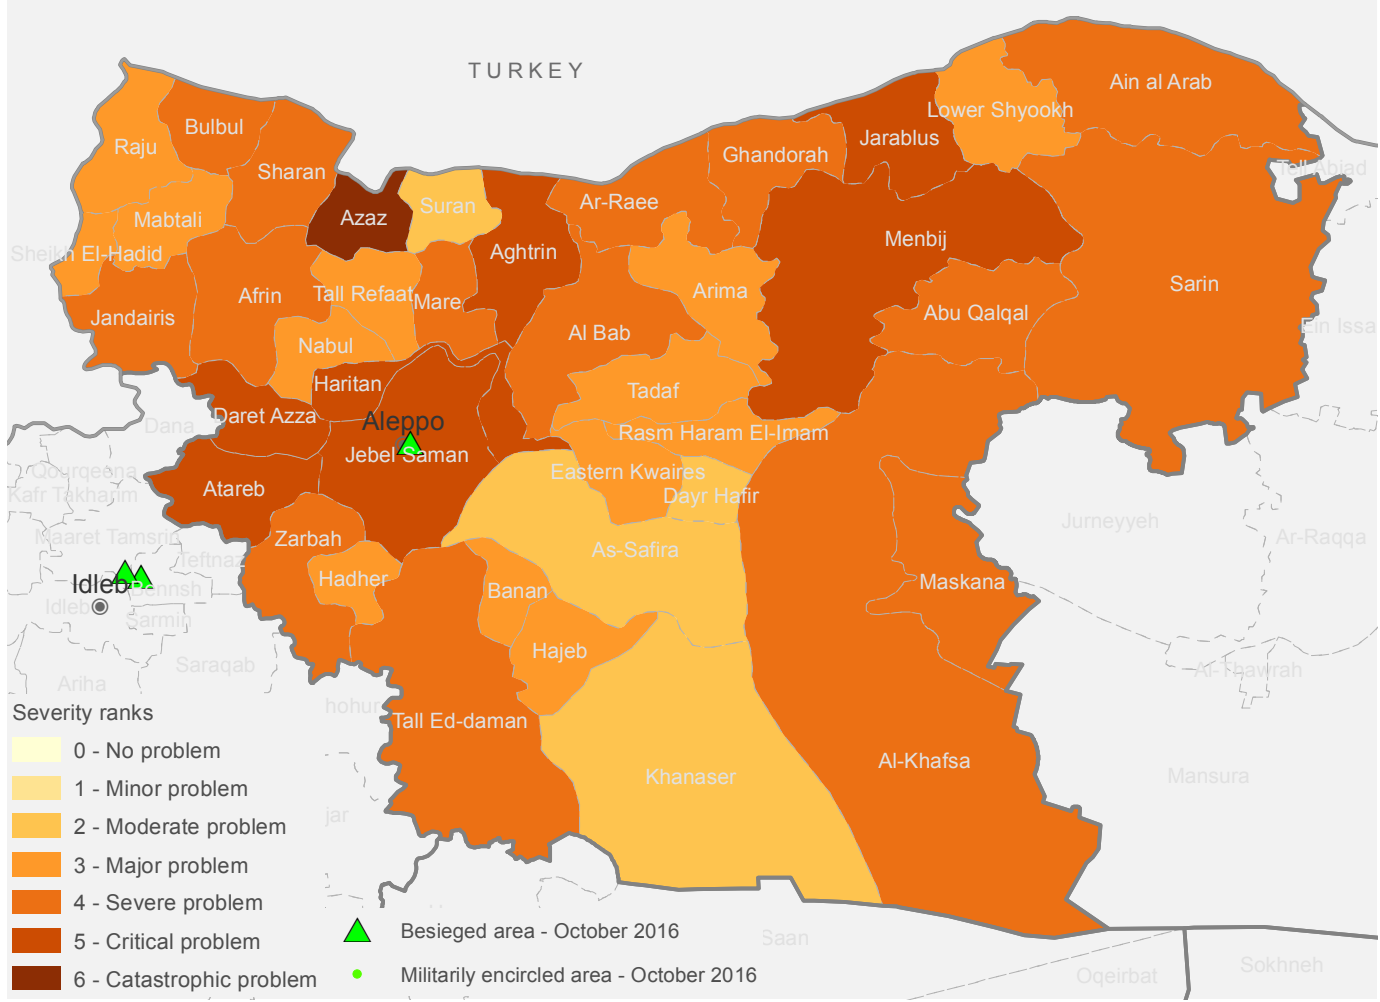 TURKEY
Ain al Arab
Lower Shyookh
Bulbul
Jarablus
Raju
Ghandorah
Tell Abiad
Sharan
Ar-Raee
Suran
Azaz
Mabtali
Menbij
Aghtrin
Sheikh El-Hadid
Sarin
Arima
Afrin
Tall Refaat
Mare
Abu Qalqal
Jandairis
Ein Issa
Al Bab
Nabul
Haritan
Tadaf
Daret Azza
Aleppo
Dana
Rasm Haram El-Imam
Jebel Saman
Qourqeena
Eastern Kwaires
Atareb
Kafr Takharim
Dayr Hafir
Jurneyyeh
Maaret Tamsrin
Zarbah
Ar-Raqqa
As-Safira
Teftnaz
Hadher
Maskana
Idleb
Bennsh
Banan
Idleb
Sarmin
Hajeb
Saraqab
Al-Thawrah
Ariha
hohur
Tall Ed-daman
Al-Khafsa
Khanaser
Mansura
jar
Severity ranks
0 - No problem
1 - Minor problem
2 - Moderate problem
3 - Major problem
4 - Severe problem
5 - Critical problem
6 - Catastrophic problem
Besieged area - October 2016
Militarily encircled area - October 2016
Saan
Oqeirbat
Sokhneh